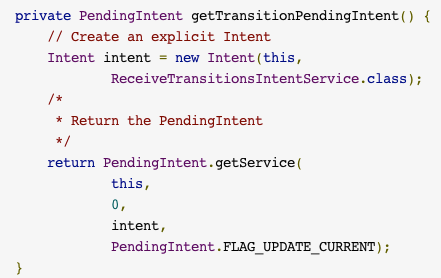 private PendingIntent getTransitionPendingIntent() {
    // Create an explicit Intent
    Intent intent = new Intent(this,
            ReceiveTransitionsIntentService.class);
    /*
     * Return the PendingIntent
     */
    return PendingIntent.getService(
            this,
            0,
            intent,
            PendingIntent.FLAG_UPDATE_CURRENT);
}